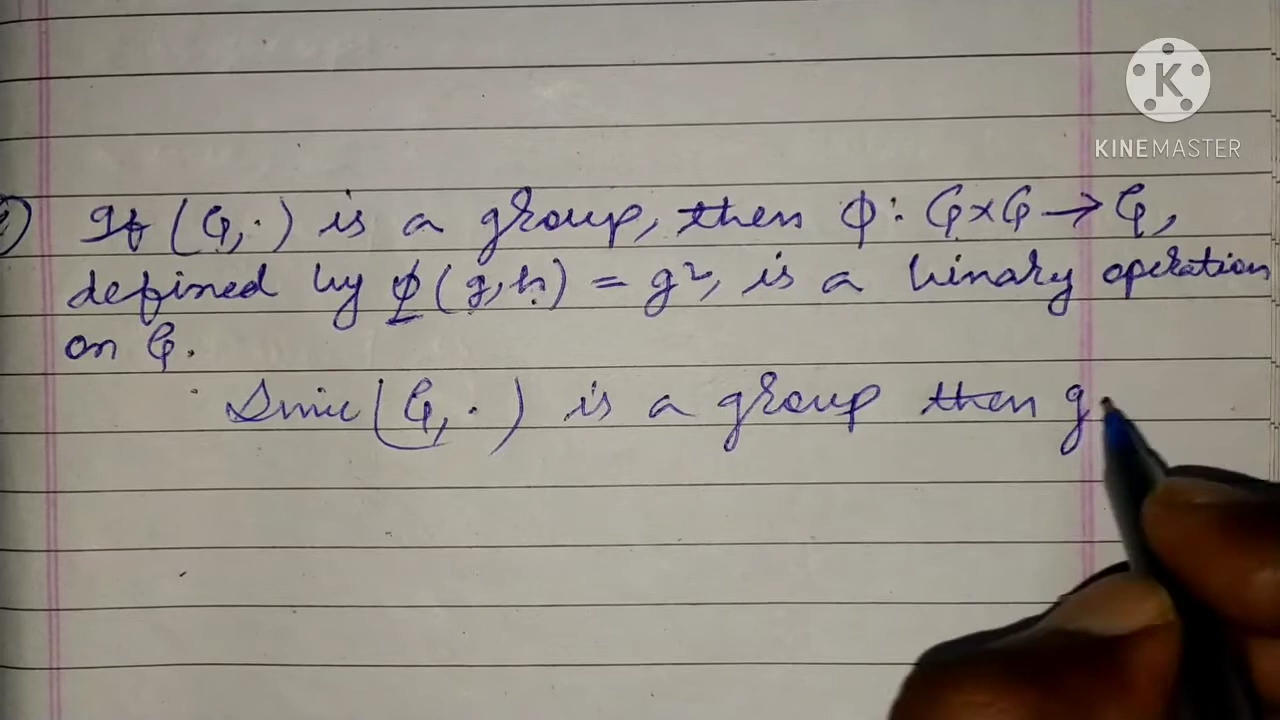 K
KINEMASTER
If (G, ·) is a group, then ϕ: G×G → G,
defined by ϕ(g,h) = g², is a binary operation
on G.
Since (G, ·) is a group then g